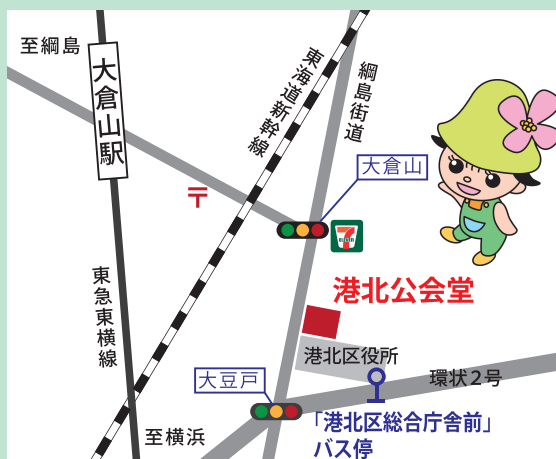 至綱島
大倉山駅
東海道新幹線
綱島街道
大倉山
〒
7
ELEVEN
港北公会堂
東急東横線
港北区役所
大豆戸
環状2号
至横浜
「港北区総合庁舎前」
バス停